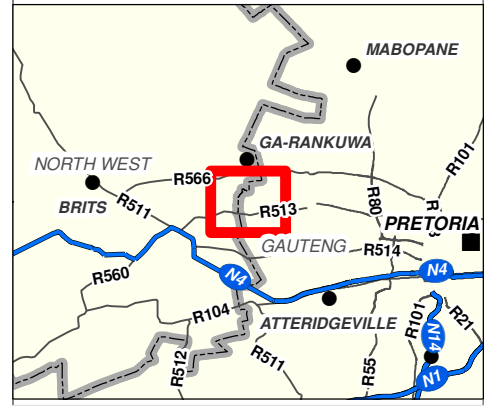 MABOPANE
GA-RANKUWA
R101
NORTH WEST
R566
R80
BRITS
R511
R513
PRETORIA
GAUTENG
R514
N4
R560
N4
R104
ATTERIDGEVILLE
R101
R21
N14
R512
R511
R55
N1